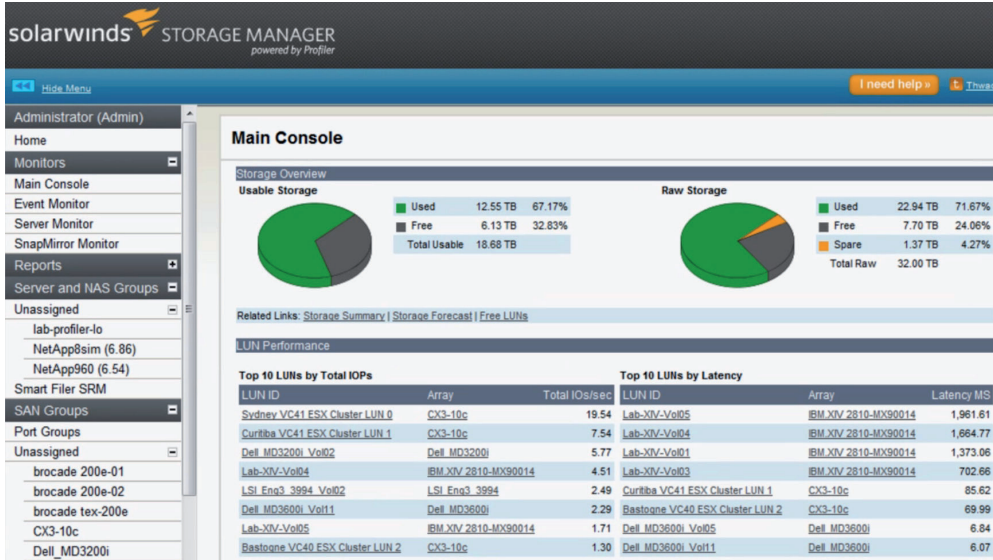 solarwinds STORAGE MANAGER
powered by Profiler
Hide Menu
I need help »
Administrator (Admin)
Home
Monitors
Main Console
Event Monitor
Server Monitor
SnapMirror Monitor
Reports
Server and NAS Groups
Unassigned
lab-profiler-lo
NetApp8sim (6.86)
NetApp960 (6.54)
Smart Filer SRM
SAN Groups
Port Groups
Unassigned
brocade 200e-01
brocade 200e-02
brocade tex-200e
CX3-10c
Dell_MD3200i
Main Console
Storage Overview
Usable Storage
Used 12.55 TB 67.17%
Free 6.13 TB 32.83%
Total Usable 18.68 TB
Raw Storage
Used 22.94 TB 71.67%
Free 7.70 TB 24.06%
Spare 1.37 TB 4.27%
Total Raw 32.00 TB
Related Links: Storage Summary | Storage Forecast | Free LUNs
LUN Performance
Top 10 LUNs by Total IOPs
LUN ID Array Total IOs/sec
Sydney VC41 ESX Cluster LUN 0 CX3-10c 19.54
Curitiba VC41 ESX Cluster LUN 1 CX3-10c 7.54
Dell_MD3200i_Vol02 Dell_MD3200i 5.77
Lab-XIV-Vol04 IBM.XIV 2810-MX90014 4.51
LSI_Eng3_3994_Vol02 LSI_Eng3_3994 2.49
Dell_MD3600i_Vol11 Dell_MD3600i 2.29
Lab-XIV-Vol05 IBM.XIV 2810-MX90014 1.71
Bastogne VC40 ESX Cluster LUN 2 CX3-10c 1.30
Top 10 LUNs by Latency
LUN ID Array Latency MS
Lab-XIV-Vol05 IBM.XIV 2810-MX90014 1,961.61
Lab-XIV-Vol04 IBM.XIV 2810-MX90014 1,664.77
Lab-XIV-Vol01 IBM.XIV 2810-MX90014 1,373.06
Lab-XIV-Vol03 IBM.XIV 2810-MX90014 702.66
Curitiba VC41 ESX Cluster LUN 1 CX3-10c 85.62
Bastogne VC40 ESX Cluster LUN 2 CX3-10c 69.99
Dell_MD3600i_Vol05 Dell_MD3600i 6.84
Dell_MD3600i_Vol11 Dell_MD3600i 6.07